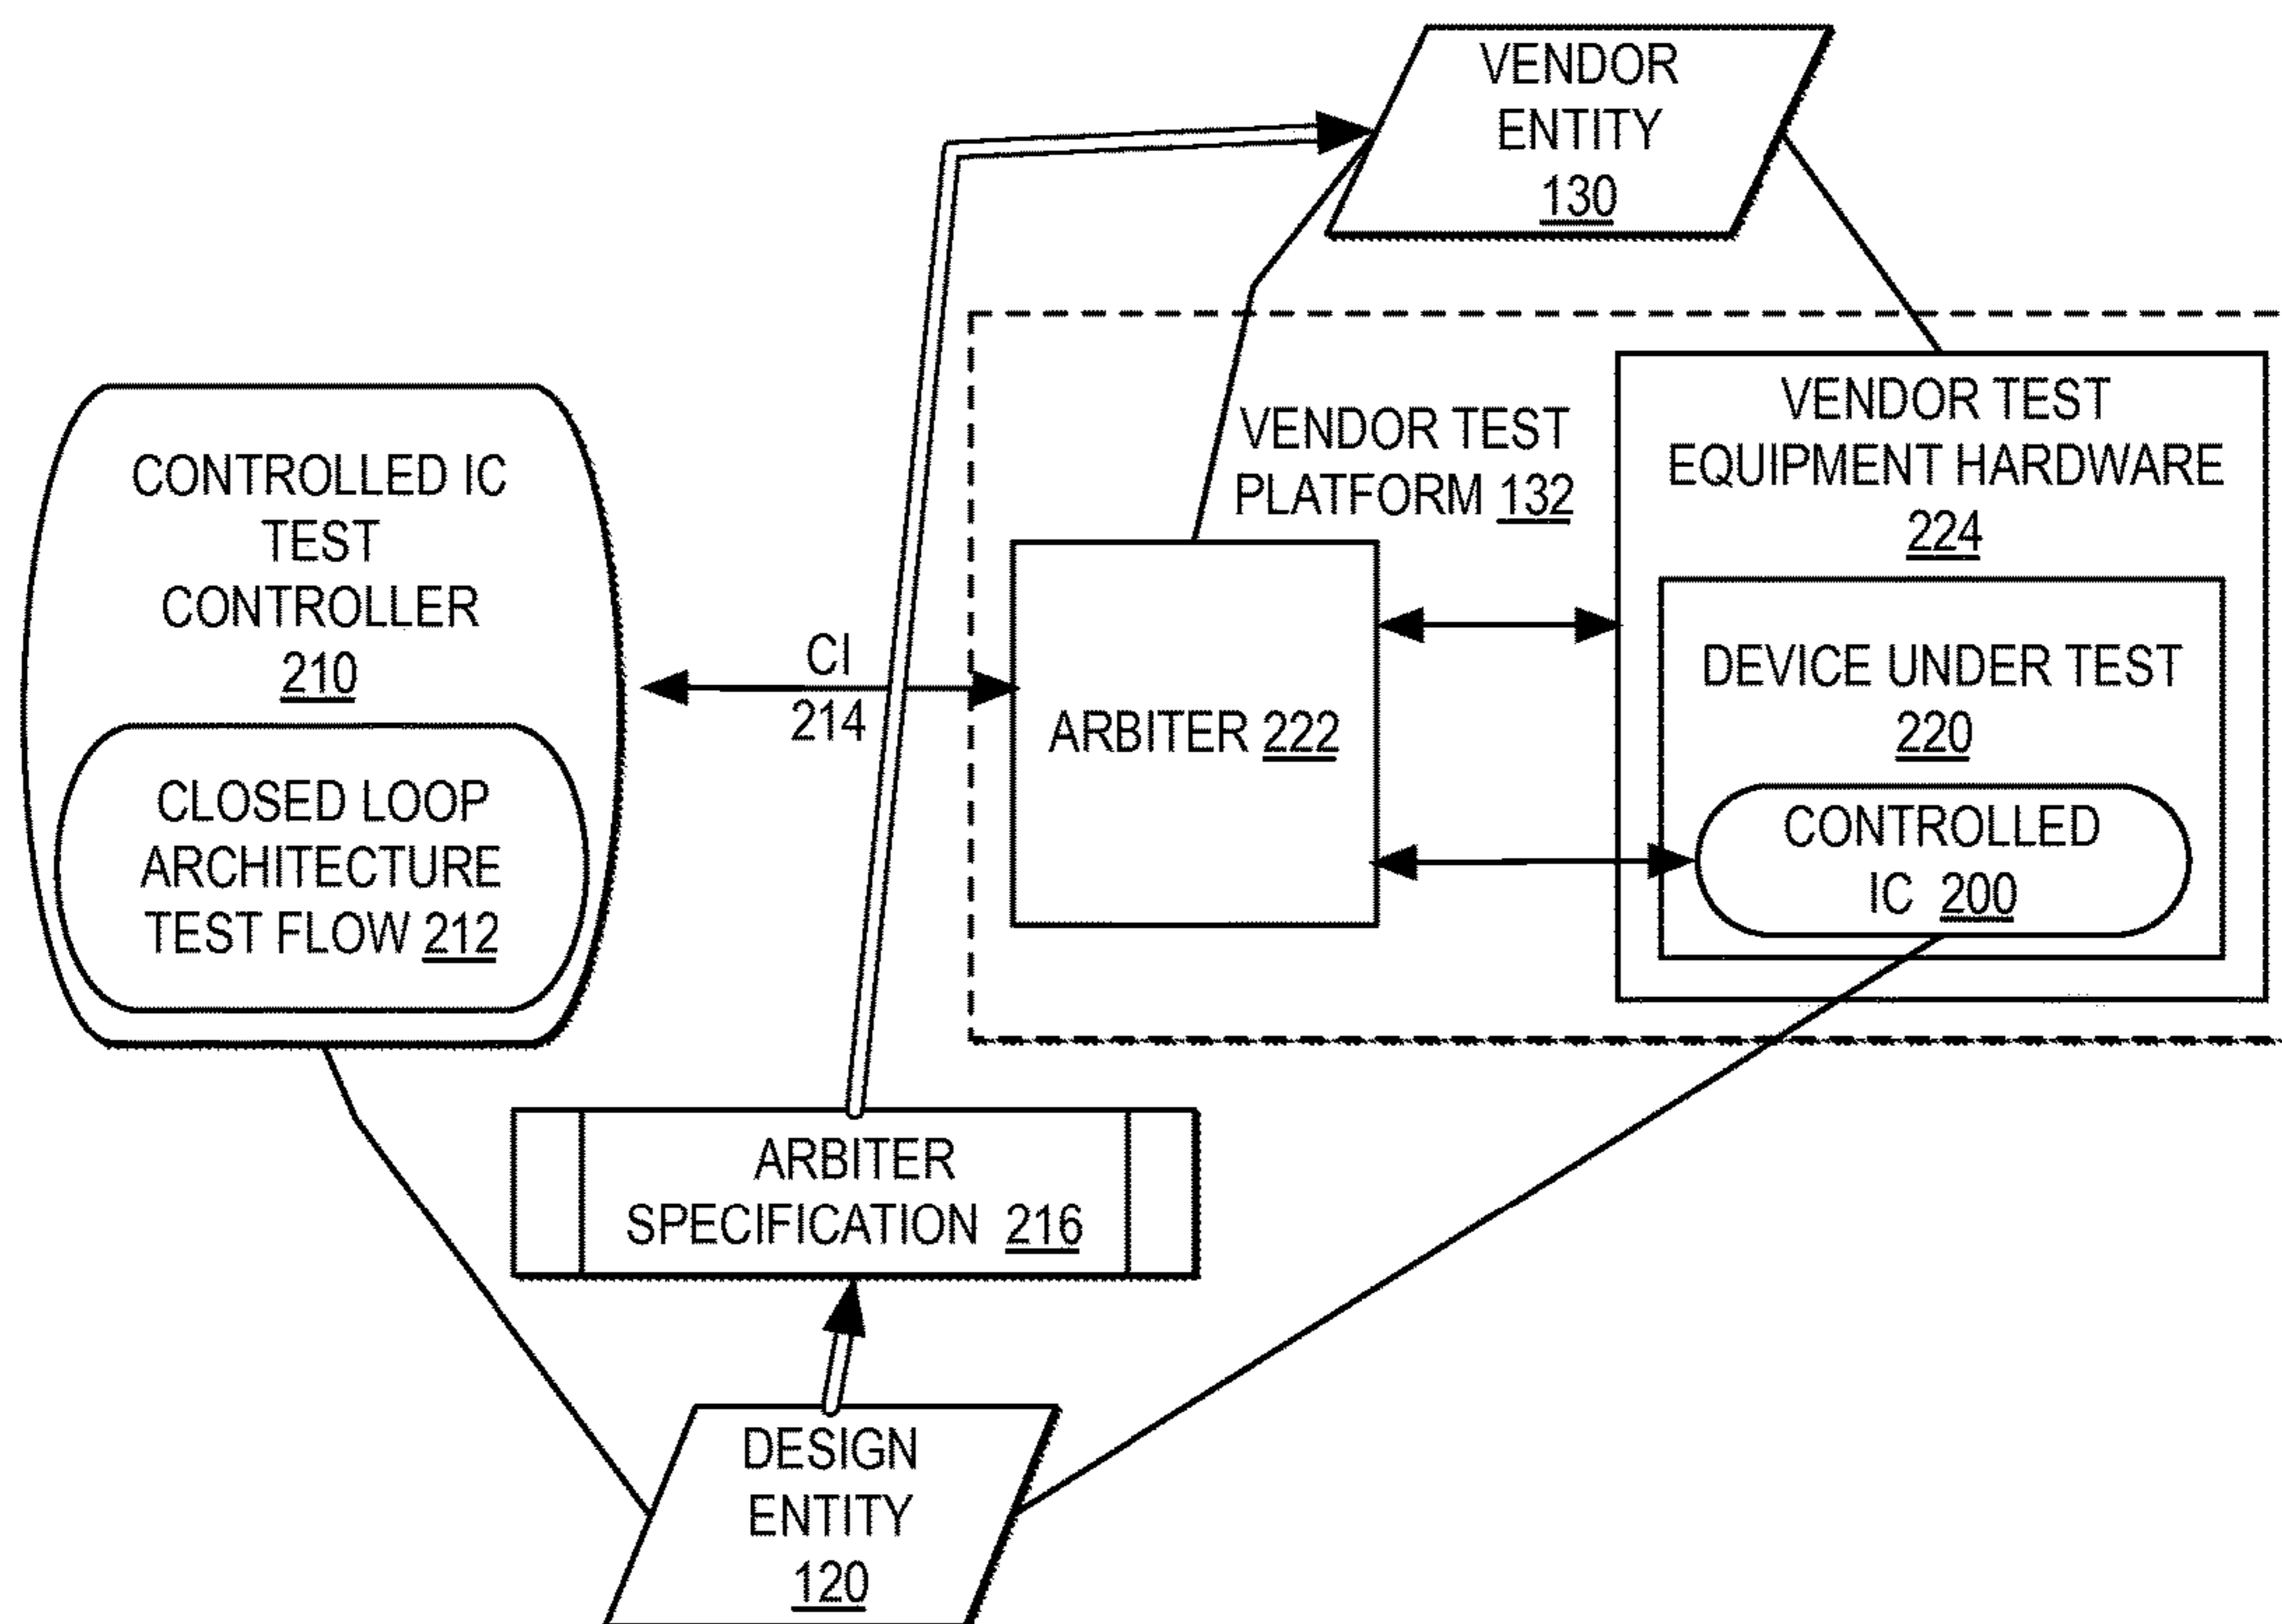 VENDOR
ENTITY
130
VENDOR TEST
PLATFORM 132
VENDOR TEST
EQUIPMENT HARDWARE
224
CONTROLLED IC
TEST
CONTROLLER
210
CI
214
ARBITER 222
DEVICE UNDER TEST
220
CLOSED LOOP
ARCHITECTURE
TEST FLOW 212
CONTROLLED
IC 200
ARBITER
SPECIFICATION 216
DESIGN
ENTITY
120